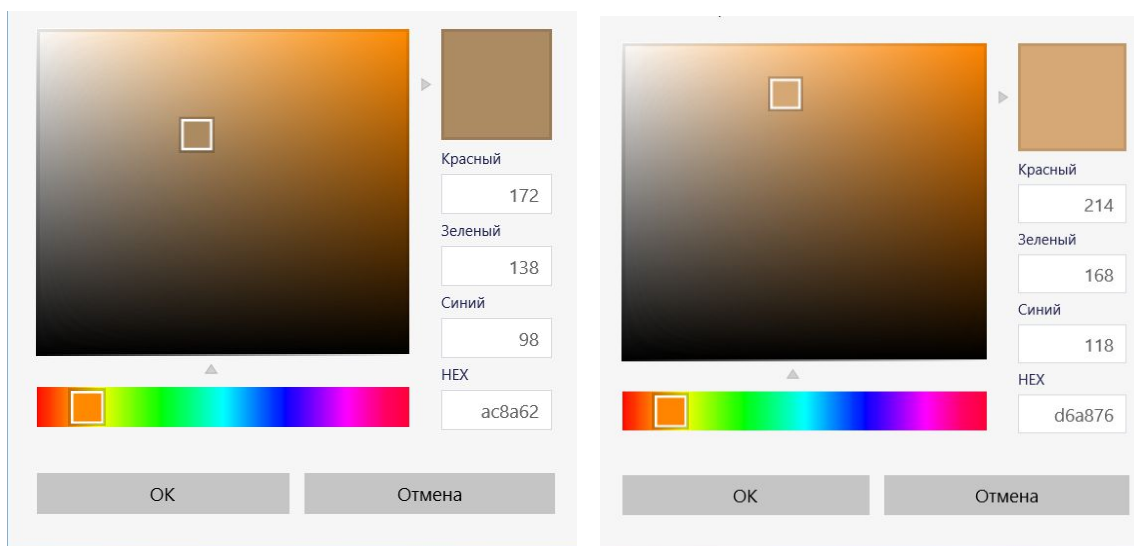 Красный
172
Зеленый
138
Синий
98
HEX
ac8a62
OK
Отмена
Красный
214
Зеленый
168
Синий
118
HEX
d6a876
OK
Отмена